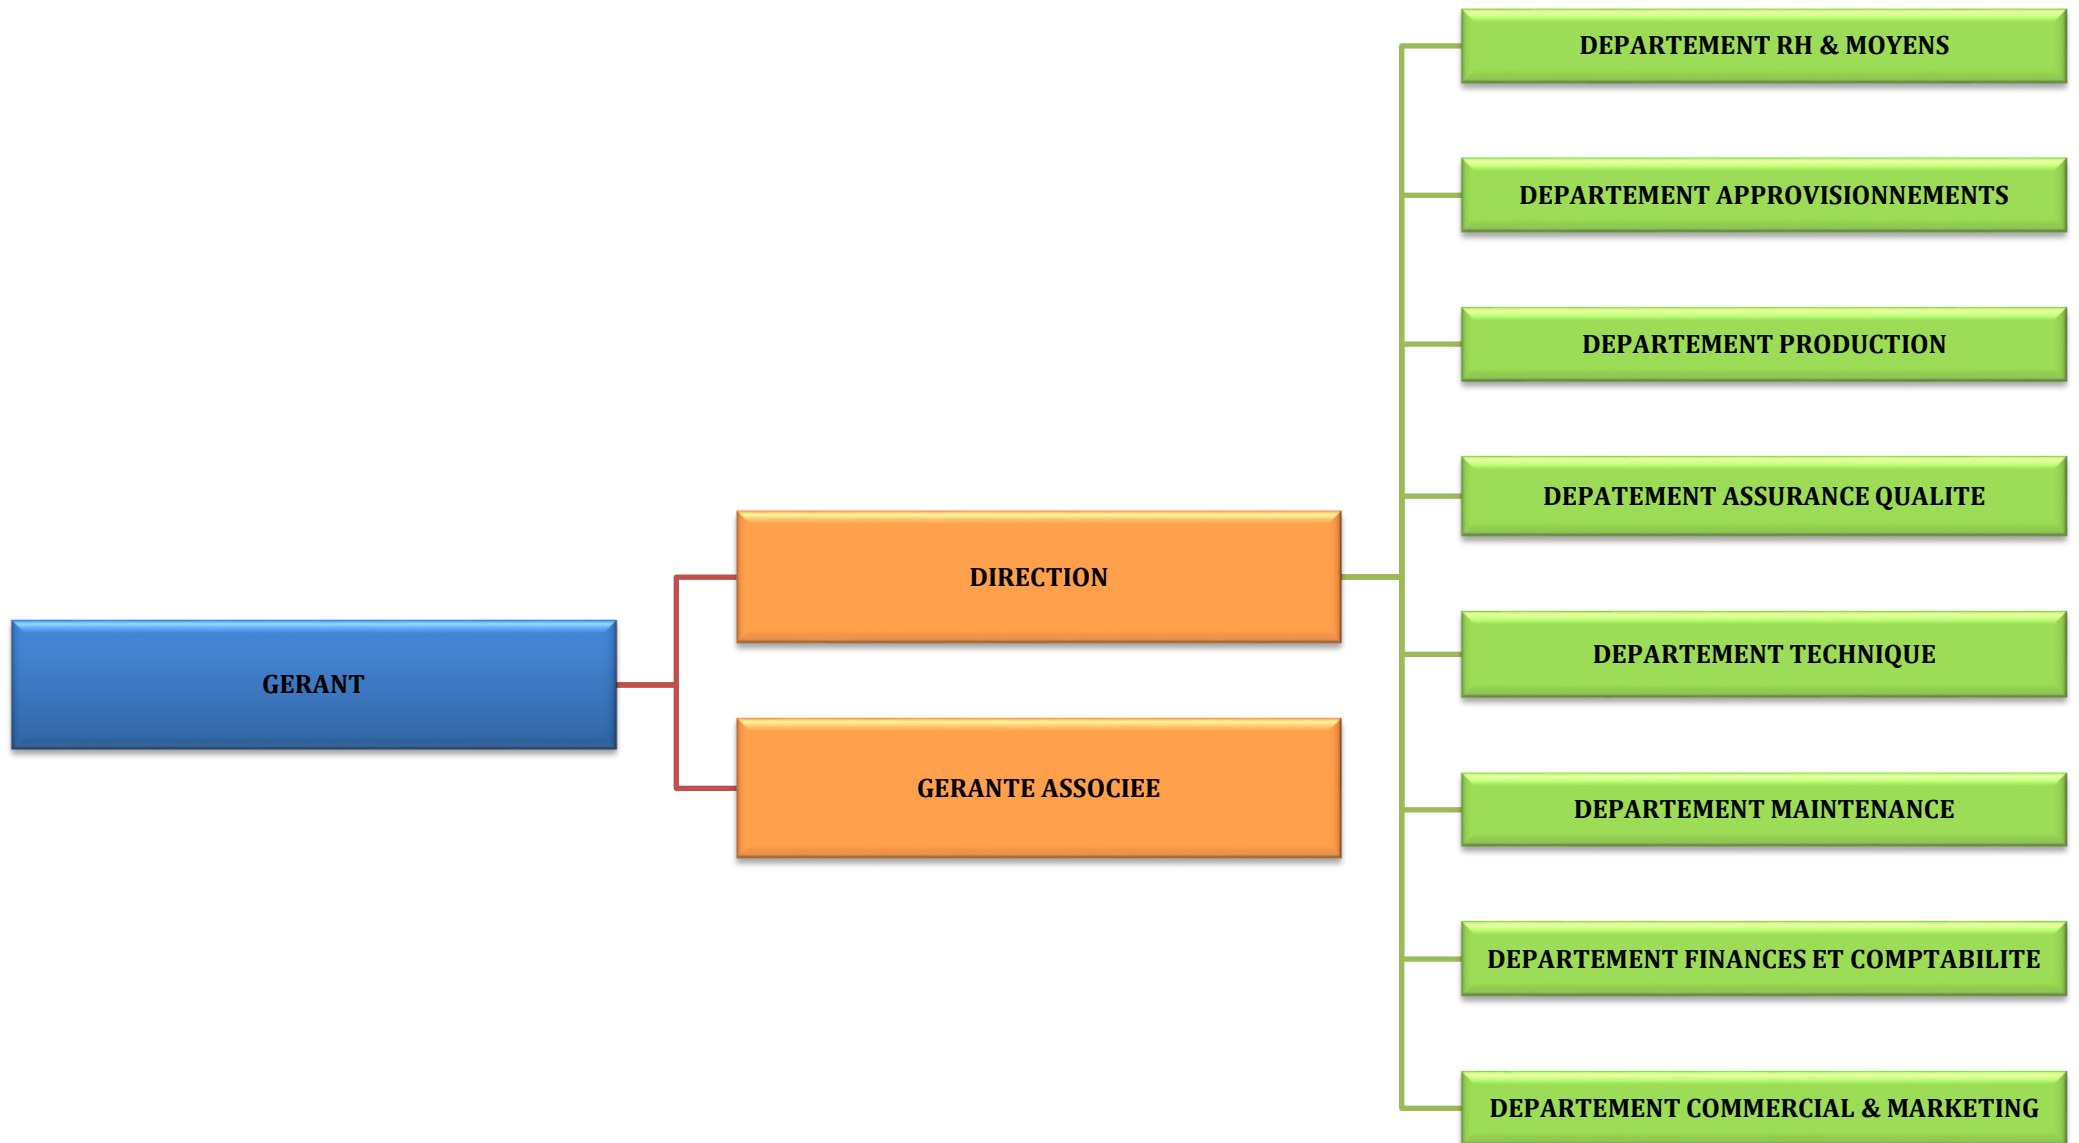 DEPARTEMENT RH & MOYENS
DEPARTEMENT APPROVISIONNEMENTS
DEPARTEMENT PRODUCTION
DEPATEMENT ASSURANCE QUALITE
DIRECTION
DEPARTEMENT TECHNIQUE
GERANT
GERANTE ASSOCIEE
DEPARTEMENT MAINTENANCE
DEPARTEMENT FINANCES ET COMPTABILITE
DEPARTEMENT COMMERCIAL & MARKETING